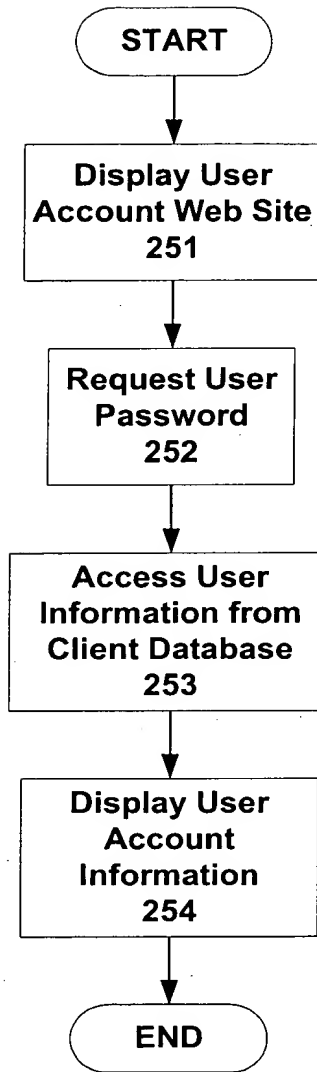 START
Display User
Account Web Site
251
Request User
Password
252
Access User
Information from
Client Database
253
Display User
Account
Information
254
END